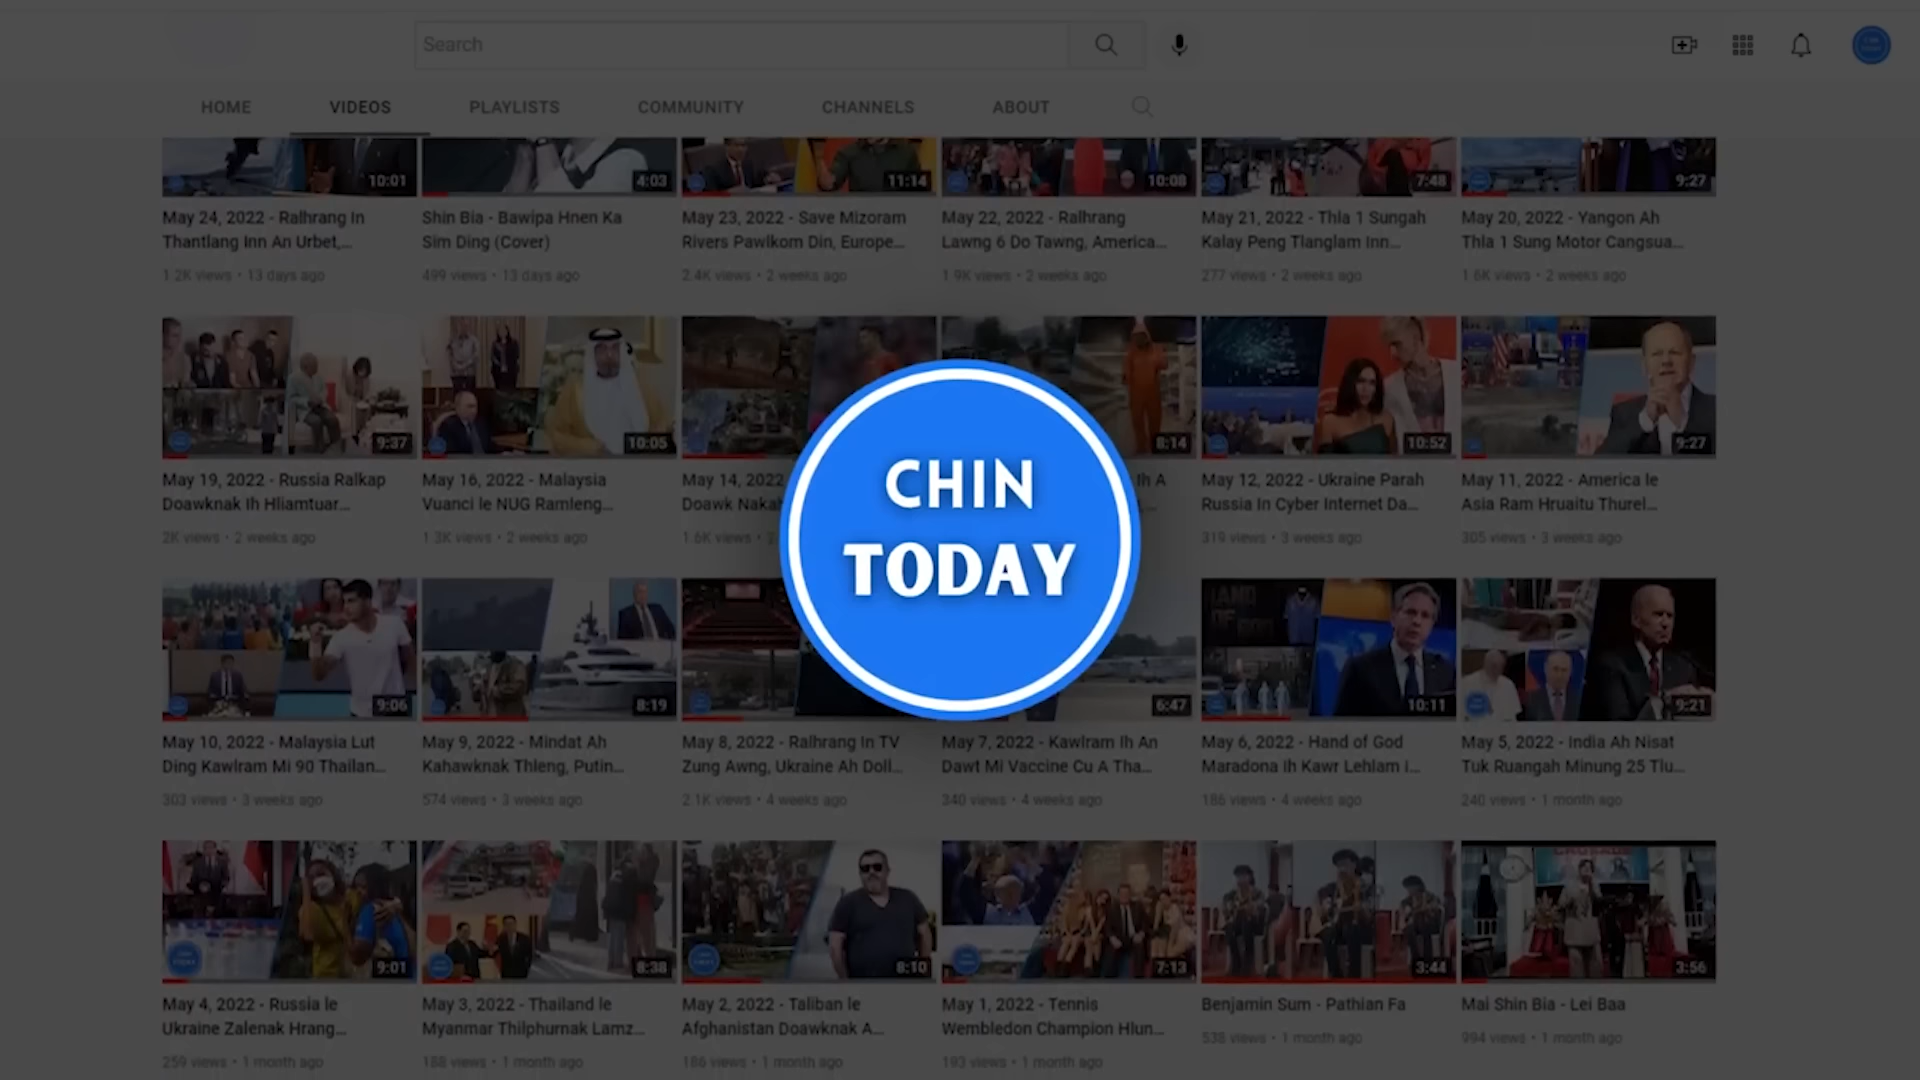 Search
HOME VIDEOS PLAYLISTS COMMUNITY CHANNELS ABOUT
10:01 4:03 11:14 10:08 7:48 9:27
May 24, 2022 - Ralhrang In
Thantlang Inn An Urbet,...
1.2K views • 13 days ago
Shin Bia - Bawipa Hnen Ka
Sim Ding (Cover)
499 views • 13 days ago
May 23, 2022 - Save Mizoram
Rivers Pawlkom Din, Europe...
2.4K views • 2 weeks ago
May 22, 2022 - Ralhrang
Lawng 6 Do Tawng, America...
1.9K views • 2 weeks ago
May 21, 2022 - Thla 1 Sungah
Kalay Peng Tlanglam Inn...
277 views • 2 weeks ago
May 20, 2022 - Yangon Ah
Thla 1 Sung Motor Cangsua...
1.6K views • 2 weeks ago
9:37 10:05 8:14 10:52 9:27
May 19, 2022 - Russia Ralkap
Doawknak Ih Hliamtuar...
2K views • 2 weeks ago
May 16, 2022 - Malaysia
Vuanci le NUG Ramleng...
1.3K views • 2 weeks ago
May 14, 2022
Doawk
1.6K views
Ih A
May 12, 2022 - Ukraine Parah
Russia In Cyber Internet Da...
319 views • 3 weeks ago
May 11, 2022 - America le
Asia Ram Hruaitu Thurel...
305 views • 3 weeks ago
CHIN
TODAY
9:06 8:19 6:47 10:11 9:21
May 10, 2022 - Malaysia Lut
Ding Kawlram Mi 90 Thailan...
303 views • 3 weeks ago
May 9, 2022 - Mindat Ah
Kahawknak Thleng, Putin...
574 views • 3 weeks ago
May 8, 2022 - Ralhrang In TV
Zung Awng, Ukraine Ah Doll...
2.1K views • 4 weeks ago
May 7, 2022 - Kawlram Ih An
Dawt Mi Vaccine Cu A Tha...
340 views • 4 weeks ago
LAND
OF GOD
May 6, 2022 - Hand of God
Maradona Ih Kawr Lehlam i...
186 views • 4 weeks ago
May 5, 2022 - India Ah Nisat
Tuk Ruangah Minung 25 Tlu...
240 views • 1 month ago
9:01 8:38 8:10 7:13 3:44 3:56
May 4, 2022 - Russia le
Ukraine Zalenak Hrang...
259 views • 1 month ago
May 3, 2022 - Thailand le
Myanmar Thilphurnak Lamz...
188 views • 1 month ago
May 2, 2022 - Taliban le
Afghanistan Doawknak A...
186 views • 1 month ago
May 1, 2022 - Tennis
Wembledon Champion Hlun...
193 views • 1 month ago
Benjamin Sum - Pathian Fa
538 views • 1 month ago
Mai Shin Bia - Lei Baa
994 views • 1 month ago